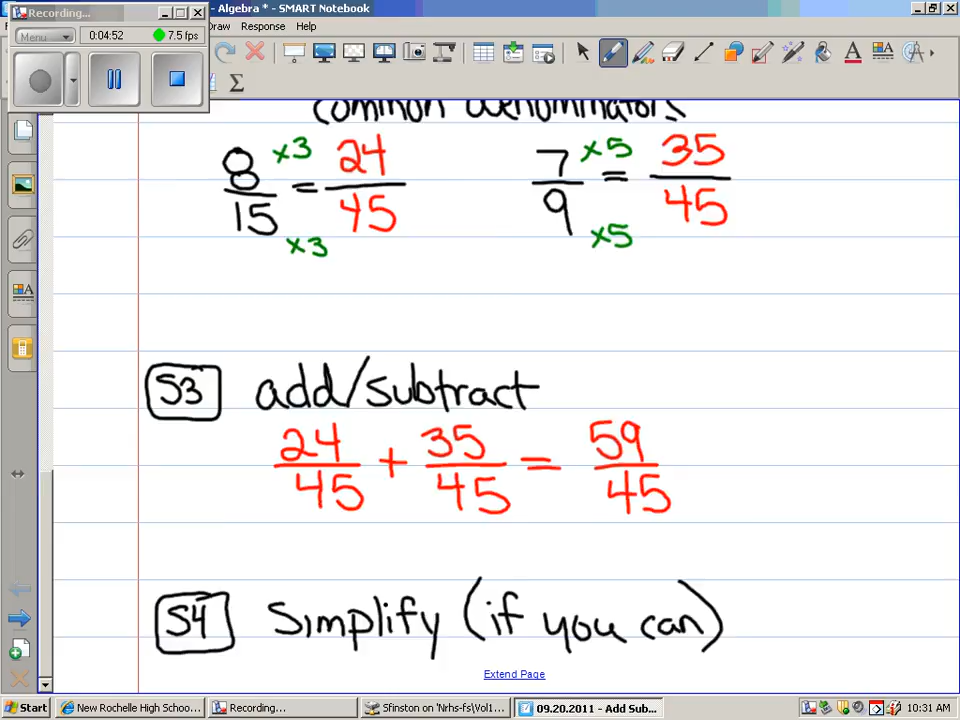 Recording...
Algebra * - SMART Notebook
Menu
0:04:52
7.5 fps
Draw Response Help
Σ
common denominators
8/15 ×3 ×3 = 24/45
7/9 ×5 ×5 = 35/45
S3 add/subtract
24/45 + 35/45 = 59/45
S4 Simplify (if you can)
Extend Page
Start
New Rochelle High Schoo...
Recording...
Sfinston on 'Nrhs-fs\Vol1...
09.20.2011 - Add Sub...
10:31 AM